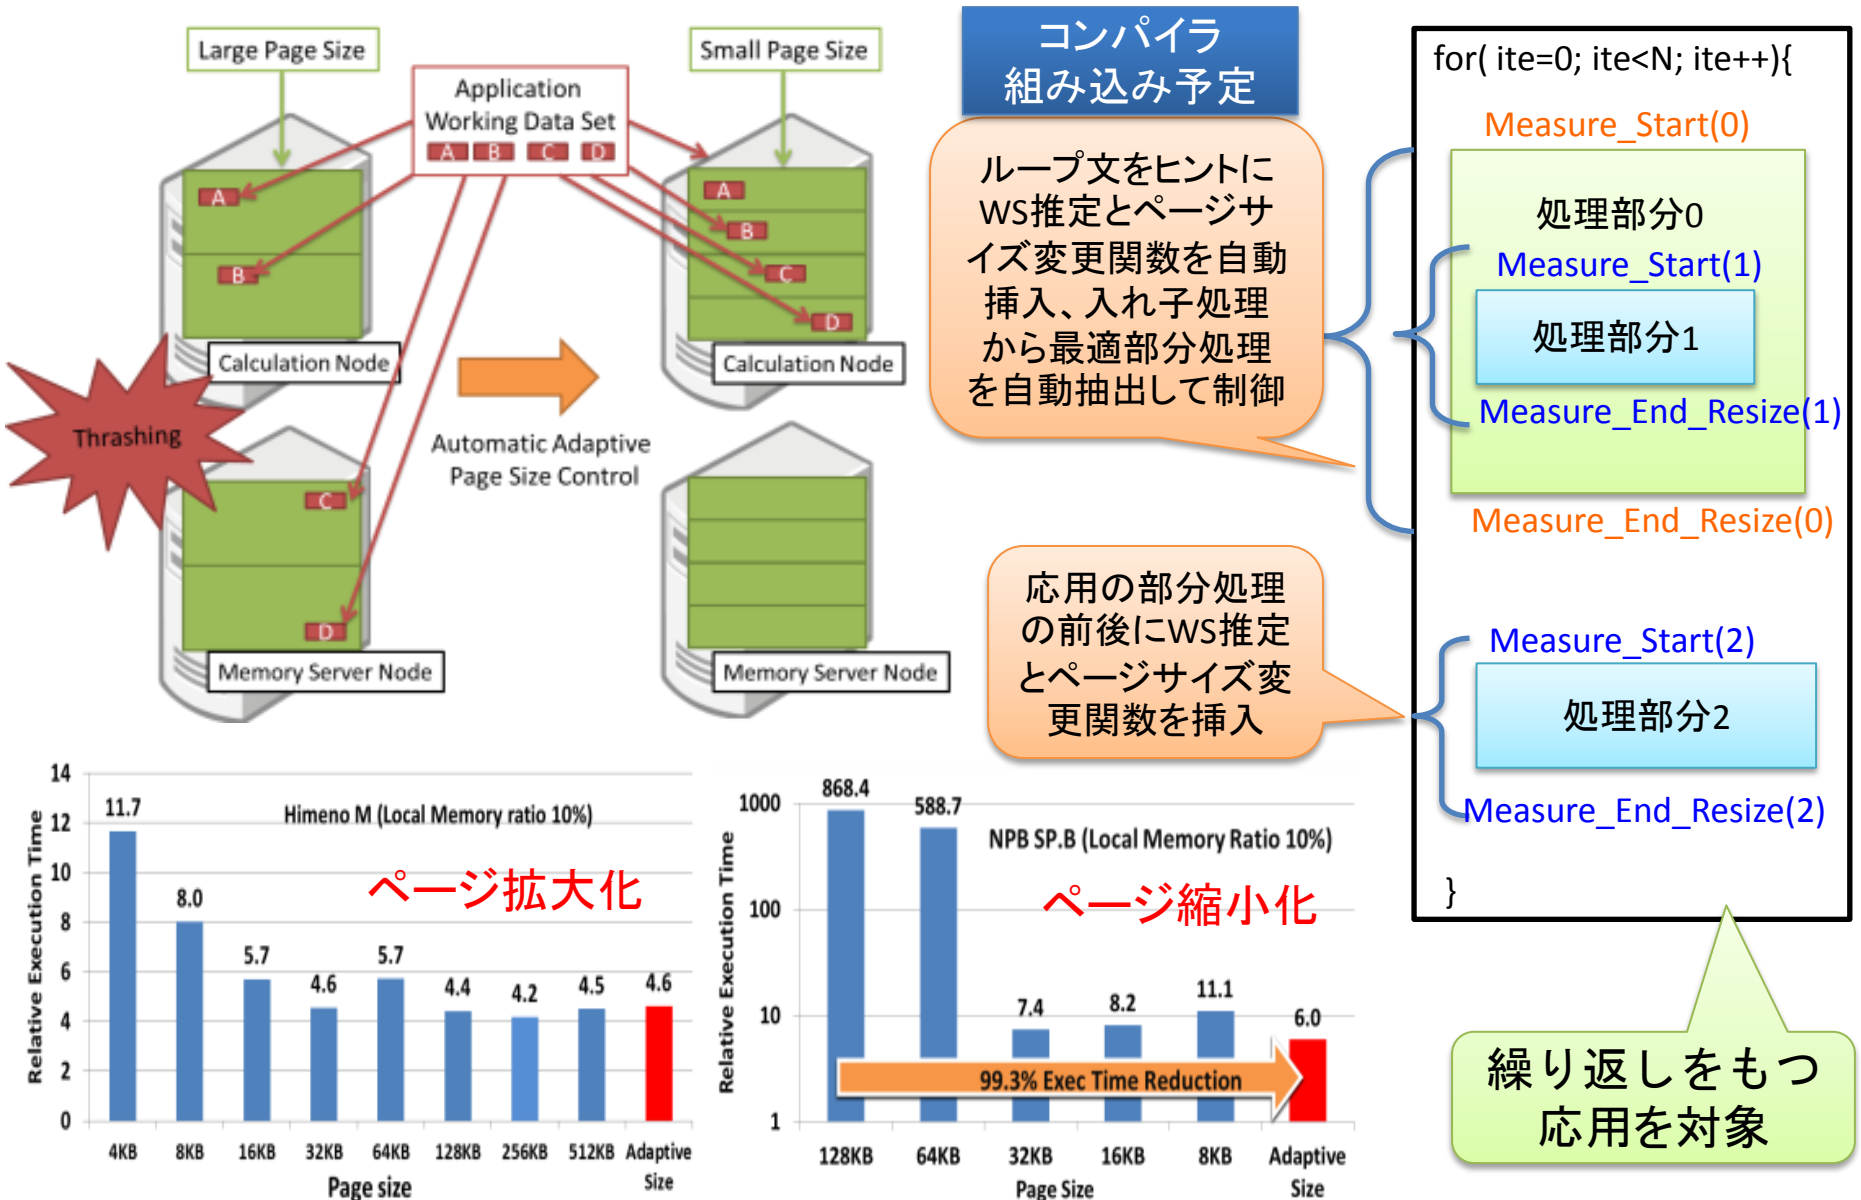 Large Page Size
Small Page Size
Application
Working Data Set
A B C D
A
B
Calculation Node
A
B
C
D
Calculation Node
Thrashing
Automatic Adaptive
Page Size Control
C
D
Memory Server Node
Memory Server Node
コンパイラ
組み込み予定
ループ文をヒントに
WS推定とページサ
イズ変更関数を自動
挿入、入れ子処理
から最適部分処理
を自動抽出して制御
応用の部分処理
の前後にWS推定
とページサイズ変
更関数を挿入
for( ite=0; ite<N; ite++){
Measure_Start(0)
処理部分0
Measure_Start(1)
処理部分1
Measure_End_Resize(1)
Measure_End_Resize(0)
Measure_Start(2)
処理部分2
Measure_End_Resize(2)
}
繰り返しをもつ
応用を対象
Himeno M (Local Memory ratio 10%)
ページ拡大化
Relative Execution Time
14
12
10
8
6
4
2
0
11.7
8.0
5.7
4.6
5.7
4.4
4.2
4.5
4.6
4KB 8KB 16KB 32KB 64KB 128KB 256KB 512KB Adaptive
Size
Page size
NPB SP.B (Local Memory Ratio 10%)
ページ縮小化
Relative Execution Time
1000
100
10
1
868.4
588.7
7.4
8.2
11.1
6.0
99.3% Exec Time Reduction
128KB 64KB 32KB 16KB 8KB Adaptive
Size
Page Size